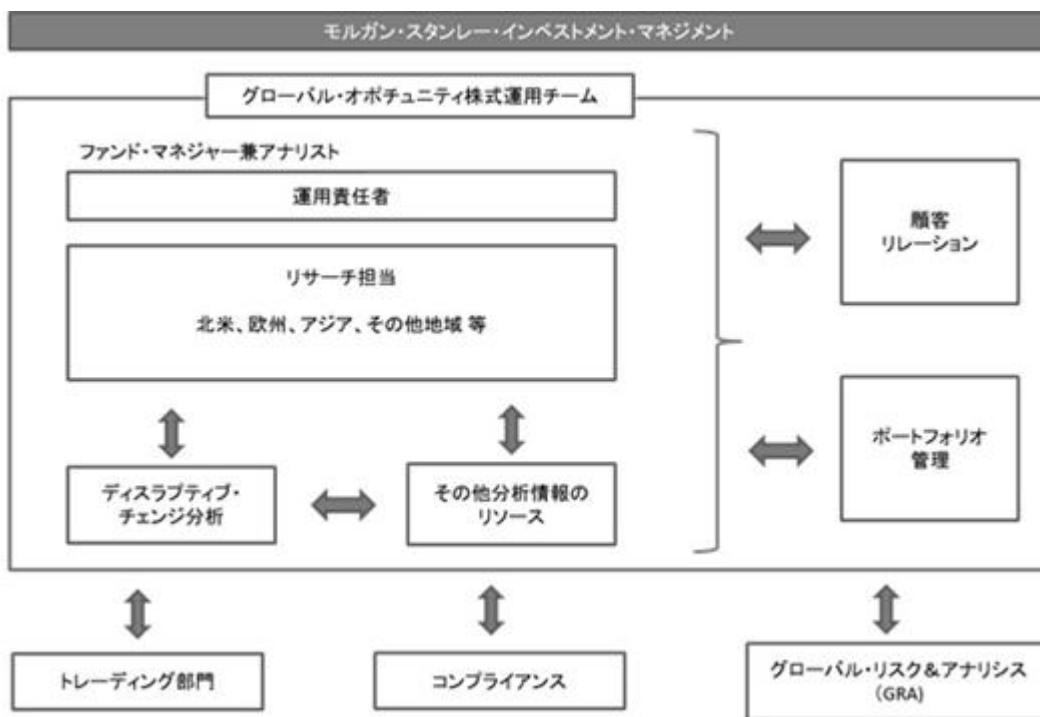 モルガン・スタンレー・インベストメント・マネジメント
グローバル・オポチュニティ株式運用チーム
ファンド・マネジャー兼アナリスト
運用責任者
リサーチ担当
北米、欧州、アジア、その他地域 等
顧客
リレーション
ポートフォリオ
管理
ディスラプティブ・
チェンジ分析
その他分析情報の
リソース
トレーディング部門
コンプライアンス
グローバル・リスク&アナリシス
(GRA)